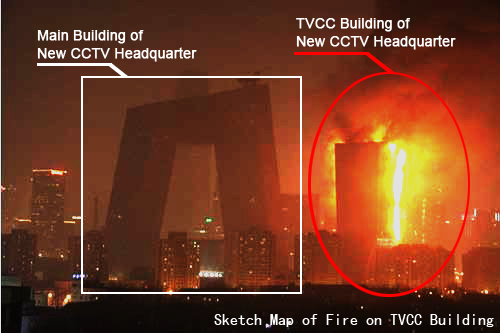 Main Building of
New CCTV Headquarter
TVCC Building of
New CCTV Headquarter
Sketch Map of Fire on TVCC Building